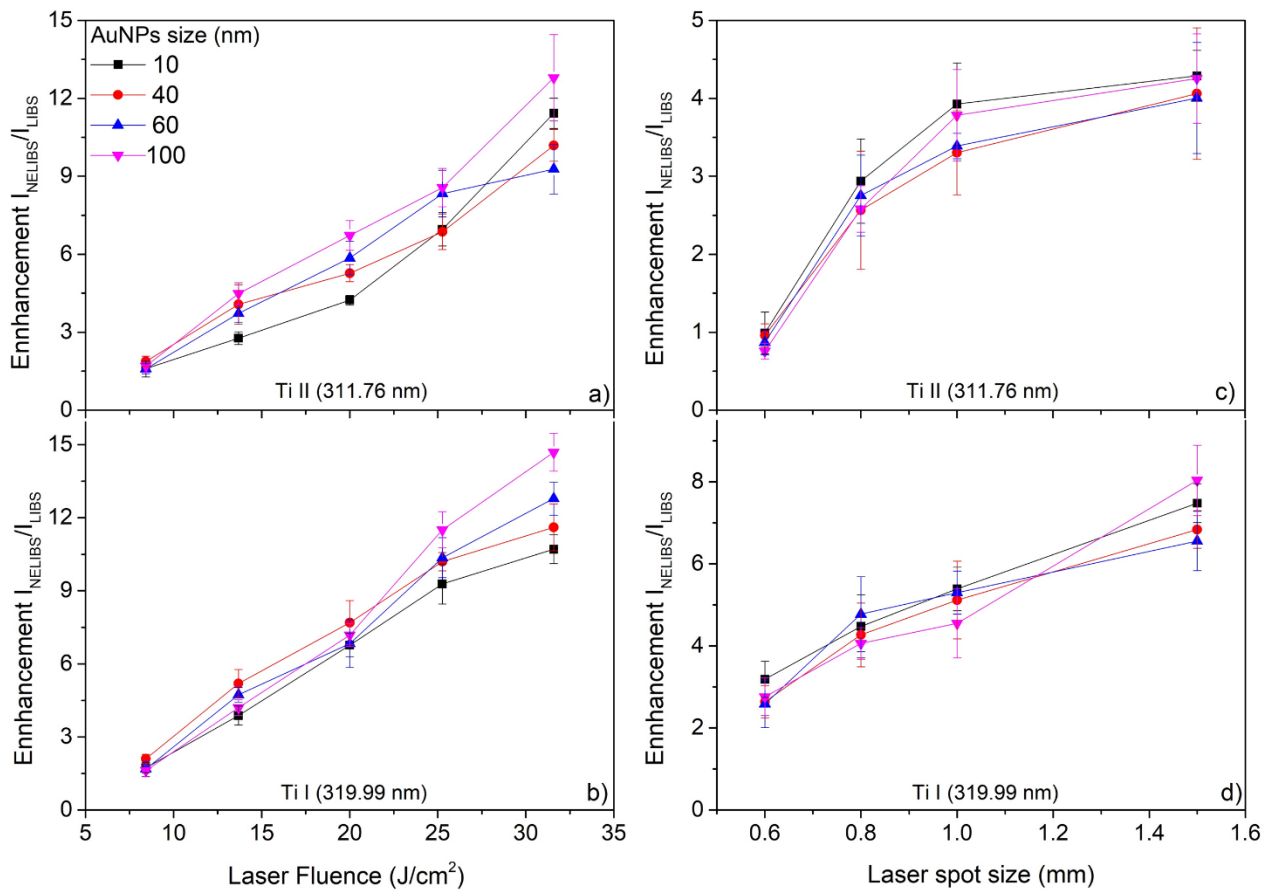 15
12
9
6
3
0
Ennhancement I_NELIBS/I_LIBS
AuNPs size (nm)
10
40
60
100
Ti II (311.76 nm)
a)
5
4
3
2
1
0
Ennhancement I_NELIBS/I_LIBS
Ti II (311.76 nm)
c)
15
12
9
6
3
0
Ennhancement I_NELIBS/I_LIBS
Ti I (319.99 nm)
b)
5 10 15 20 25 30 35
Laser Fluence (J/cm²)
8
6
4
2
0
Ennhancement I_NELIBS/I_LIBS
Ti I (319.99 nm)
d)
0.6 0.8 1.0 1.2 1.4 1.6
Laser spot size (mm)